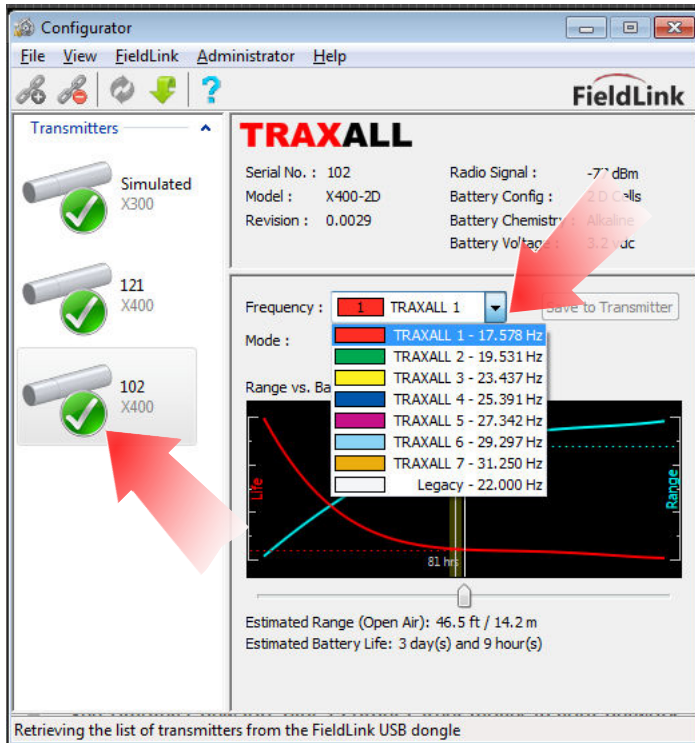 Configurator
File View FieldLink Administrator Help
FieldLink
Transmitters
Simulated
X300
121
X400
102
X400
TRAXALL
Serial No. : 102
Radio Signal : -77 dBm
Model : X400-2D
Battery Config : 2 D Cells
Revision : 0.0029
Battery Chemistry : Alkaline
Battery Voltage : 3.2 vdc
Frequency : 1 TRAXALL 1
Save to Transmitter
Mode :
TRAXALL 1 - 17.578 Hz
TRAXALL 2 - 19.531 Hz
TRAXALL 3 - 23.437 Hz
TRAXALL 4 - 25.391 Hz
TRAXALL 5 - 27.342 Hz
TRAXALL 6 - 29.297 Hz
TRAXALL 7 - 31.250 Hz
Legacy - 22.000 Hz
Range vs. Ba
Life
Range
81 hrs
Estimated Range (Open Air): 46.5 ft / 14.2 m
Estimated Battery Life: 3 day(s) and 9 hour(s)
Retrieving the list of transmitters from the FieldLink USB dongle